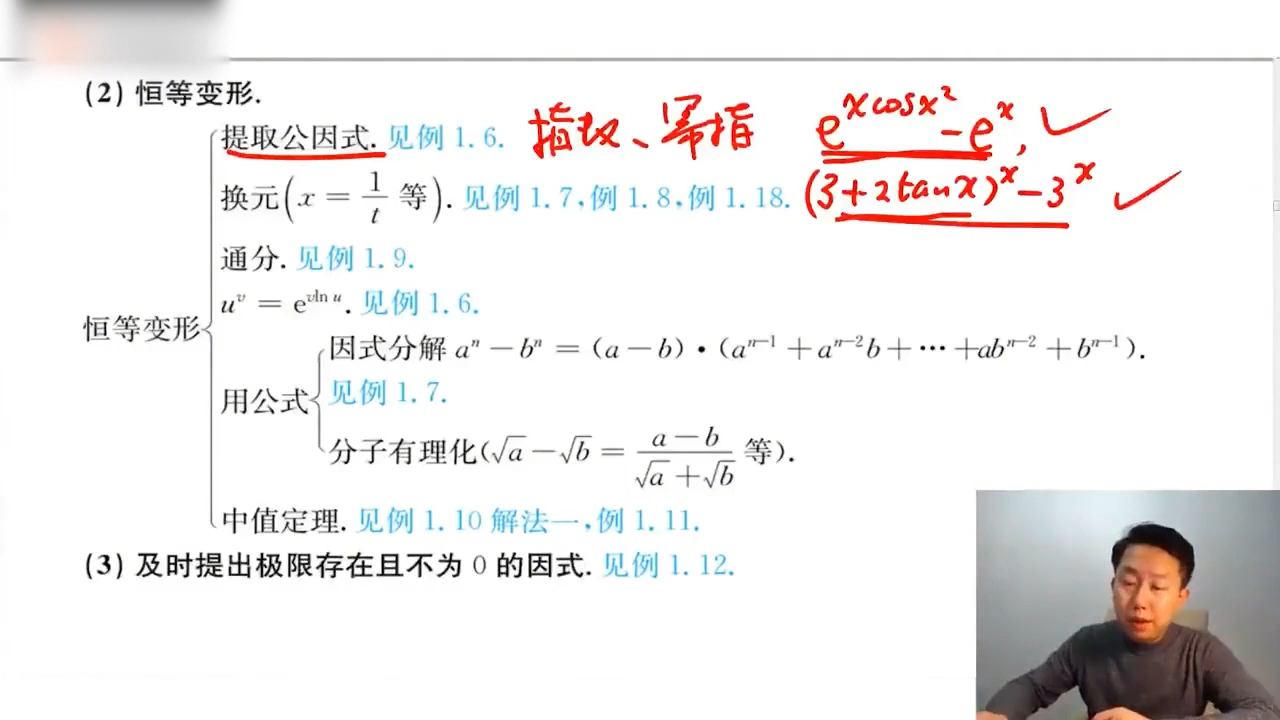 (2) 恒等变形.
提取公因式. 见例 1.6. 指数、幂指 e^{x cos x^2} - e^x, ✓
换元(x = 1/t 等). 见例 1.7,例 1.8,例 1.18. (3+2tanx)^x - 3^x ✓
通分. 见例 1.9.
u^v = e^{vln u}. 见例 1.6.
恒等变形
因式分解 a^n - b^n = (a-b)·(a^{n-1} + a^{n-2}b + … + ab^{n-2} + b^{n-1}).
用公式
见例 1.7.
分子有理化(√a - √b = (a-b)/(√a+√b) 等).
中值定理. 见例 1.10 解法一,例 1.11.
(3) 及时提出极限存在且不为 0 的因式. 见例 1.12.